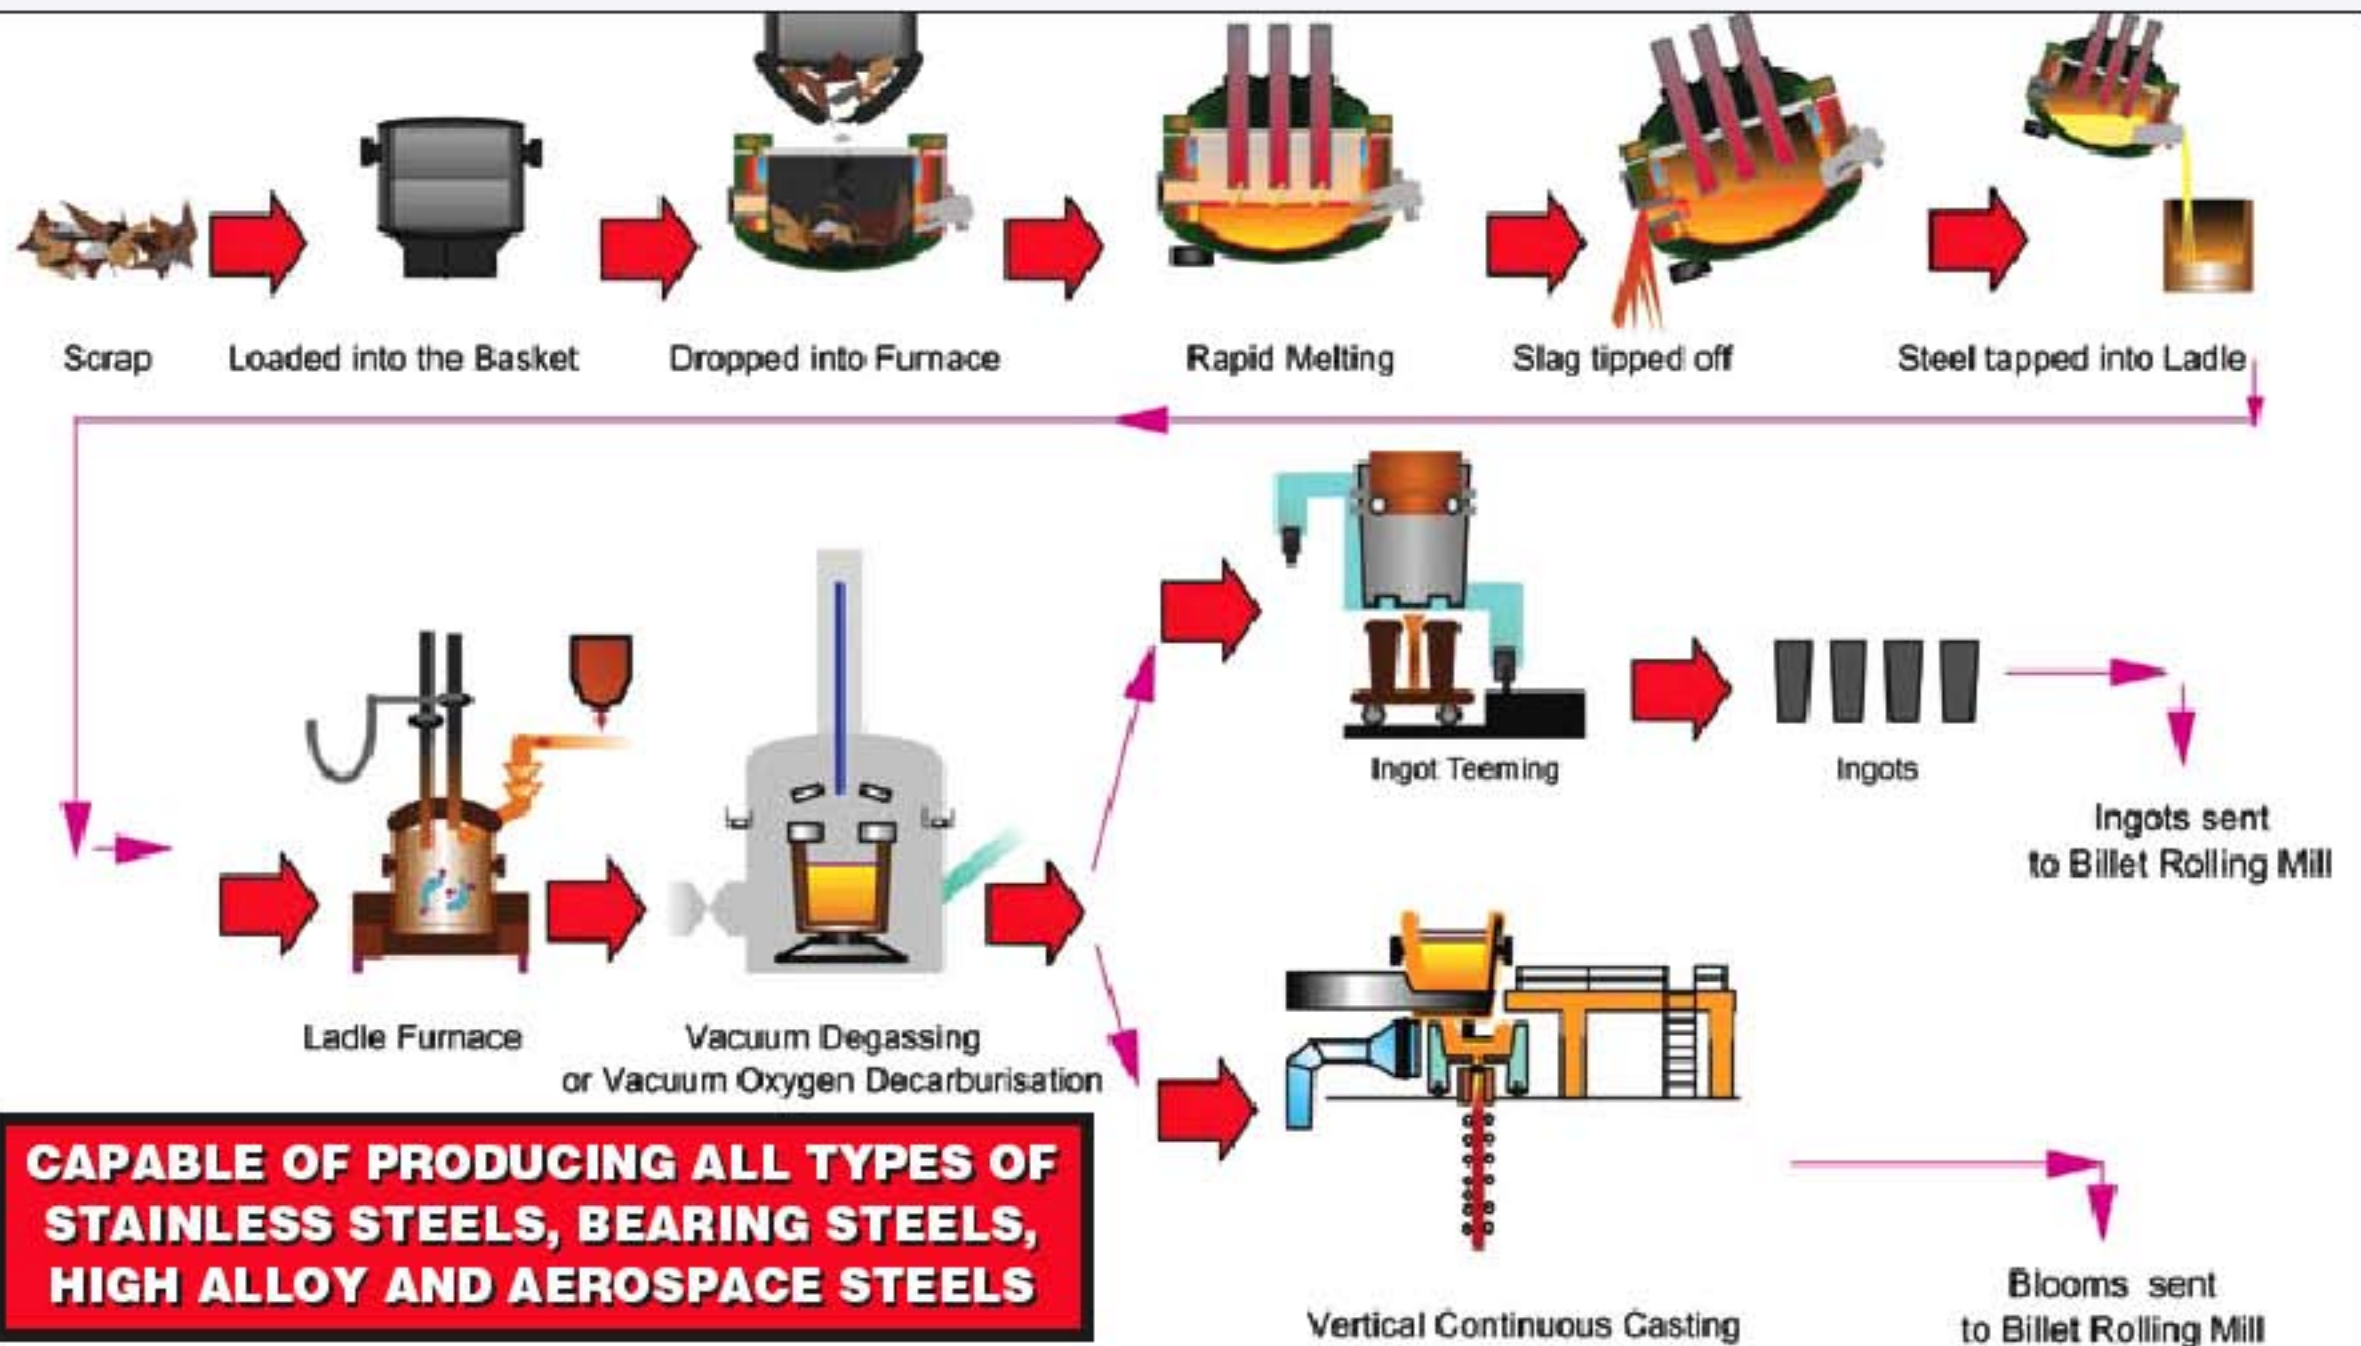 Scrap
Loaded into the Basket
Dropped into Furnace
Rapid Melting
Slag tipped off
Steel tapped into Ladle
Ingot Teeming
Ingots
Ingots sent
to Billet Rolling Mill
Ladle Furnace
Vacuum Degassing
or Vacuum Oxygen Decarburisation
CAPABLE OF PRODUCING ALL TYPES OF
STAINLESS STEELS, BEARING STEELS,
HIGH ALLOY AND AEROSPACE STEELS
Vertical Continuous Casting
Blooms sent
to Billet Rolling Mill